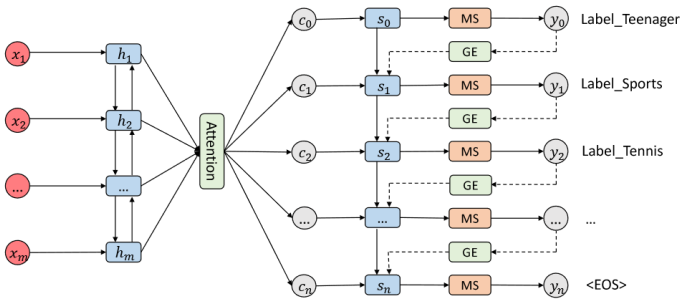 c₀ s₀ MS y₀ Label_Teenager
x₁ h₁ GE
c₁ s₁ MS y₁ Label_Sports
x₂ h₂ GE
Attention
c₂ s₂ MS y₂ Label_Tennis
... ... GE
... ... MS ... ...
xₘ hₘ GE
cₙ sₙ MS yₙ <EOS>